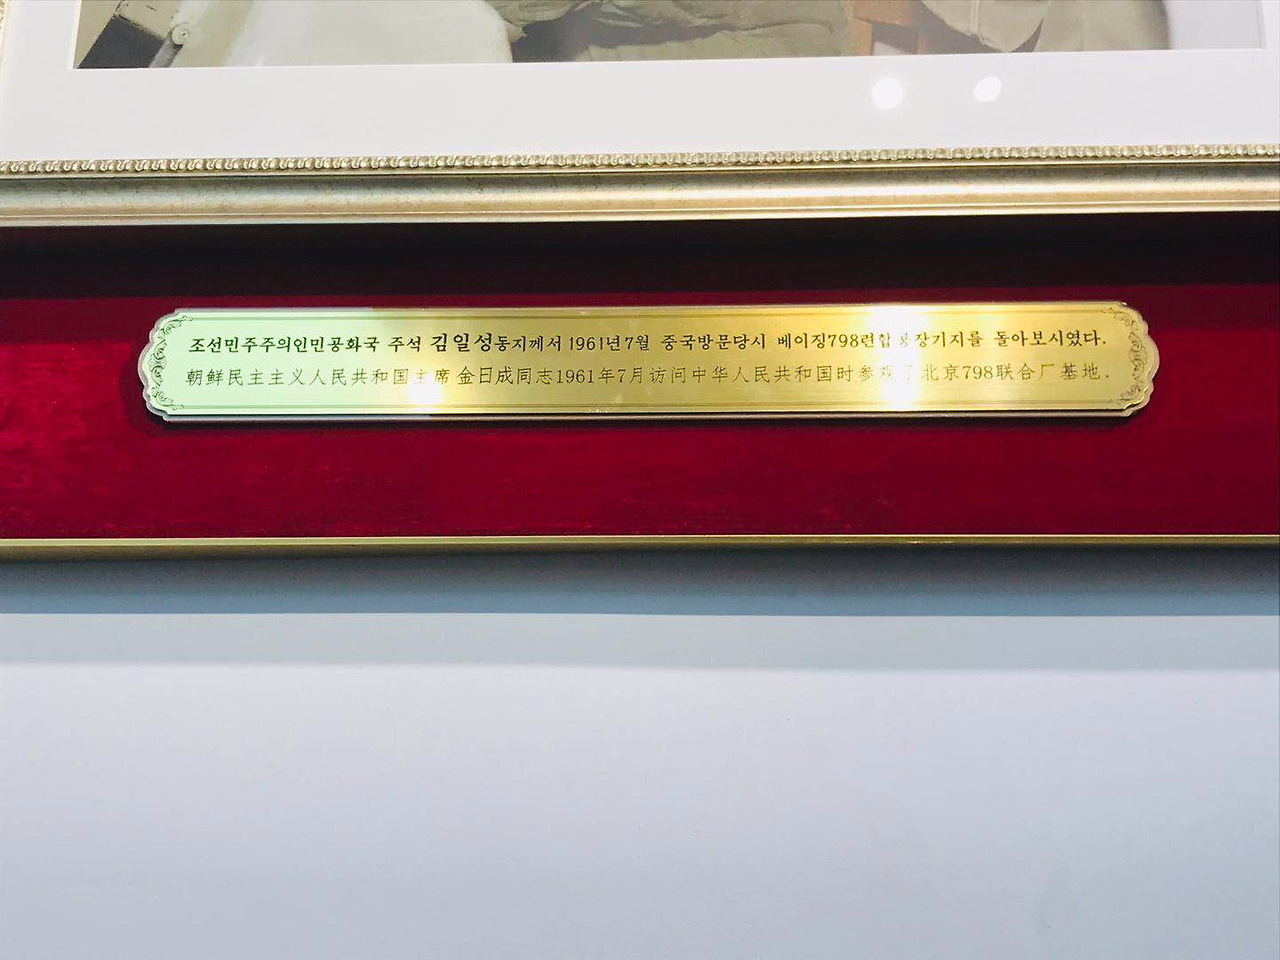 조선민주주의인민공화국 주석 김일성동지께서 1961년7월 중국방문당시 베이징798련합공장기지를 돌아보시였다.
朝鲜民主主义人民共和国主席金日成同志1961年7月访问中华人民共和国时参观了北京798联合厂基地.